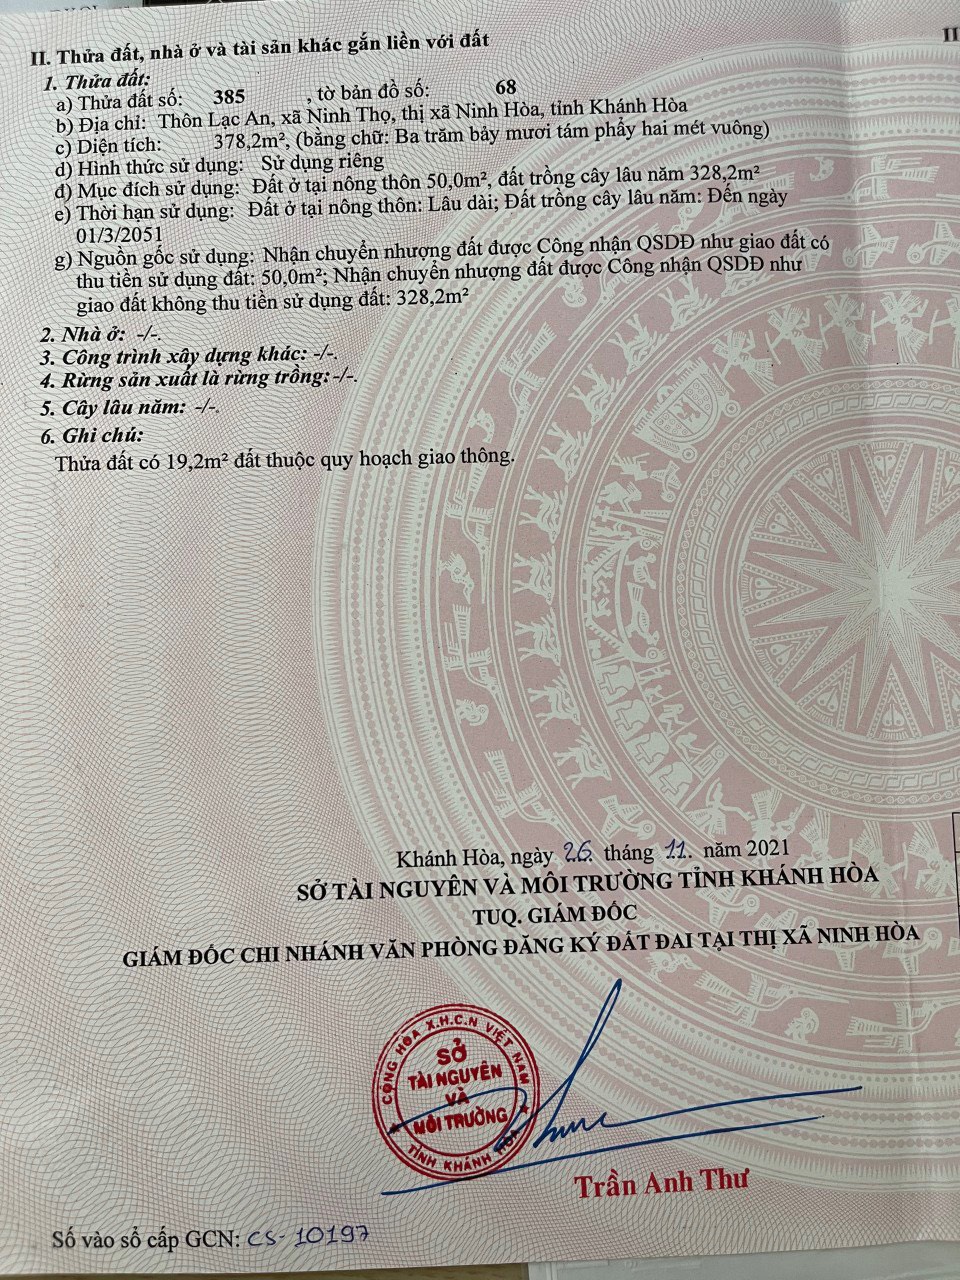 II. Thửa đất, nhà ở và tài sản khác gắn liền với đất
II
1. Thửa đất:
a) Thửa đất số: 385 , tờ bản đồ số: 68
b) Địa chỉ: Thôn Lạc An, xã Ninh Thọ, thị xã Ninh Hòa, tỉnh Khánh Hòa
c) Diện tích: 378,2m², (bằng chữ: Ba trăm bảy mươi tám phẩy hai mét vuông)
d) Hình thức sử dụng: Sử dụng riêng
đ) Mục đích sử dụng: Đất ở tại nông thôn 50,0m², đất trồng cây lâu năm 328,2m²
e) Thời hạn sử dụng: Đất ở tại nông thôn: Lâu dài; Đất trồng cây lâu năm: Đến ngày
01/3/2051
g) Nguồn gốc sử dụng: Nhận chuyển nhượng đất được Công nhận QSDĐ như giao đất có
thu tiền sử dụng đất: 50,0m²; Nhận chuyển nhượng đất được Công nhận QSDĐ như
giao đất không thu tiền sử dụng đất: 328,2m²
2. Nhà ở: -/-.
3. Công trình xây dựng khác: -/-.
4. Rừng sản xuất là rừng trồng: -/-.
5. Cây lâu năm: -/-.
6. Ghi chú:
Thửa đất có 19,2m² đất thuộc quy hoạch giao thông.
Khánh Hòa, ngày 26. tháng 11. năm 2021
SỞ TÀI NGUYÊN VÀ MÔI TRƯỜNG TỈNH KHÁNH HÒA
TUQ. GIÁM ĐỐC
GIÁM ĐỐC CHI NHÁNH VĂN PHÒNG ĐĂNG KÝ ĐẤT ĐAI TẠI THỊ XÃ NINH HÒA
CỘNG HÒA X.H.C.N VIỆT NAM
SỞ
TÀI NGUYÊN
VÀ
MÔI TRƯỜNG
TỈNH KHÁNH HÒA
Trần Anh Thư
Số vào sổ cấp GCN: CS-10197